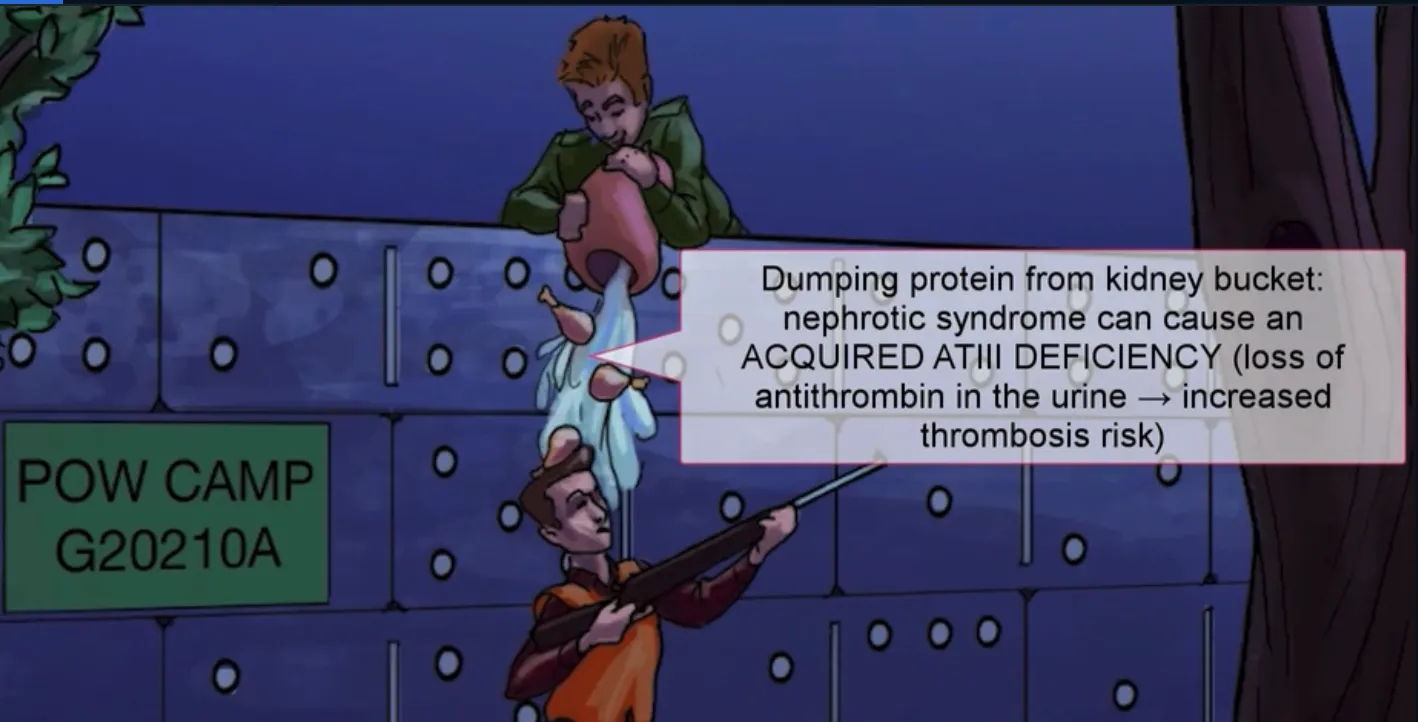 Dumping protein from kidney bucket:
nephrotic syndrome can cause an
ACQUIRED ATIII DEFICIENCY (loss of
antithrombin in the urine → increased
thrombosis risk)
POW CAMP
G20210A